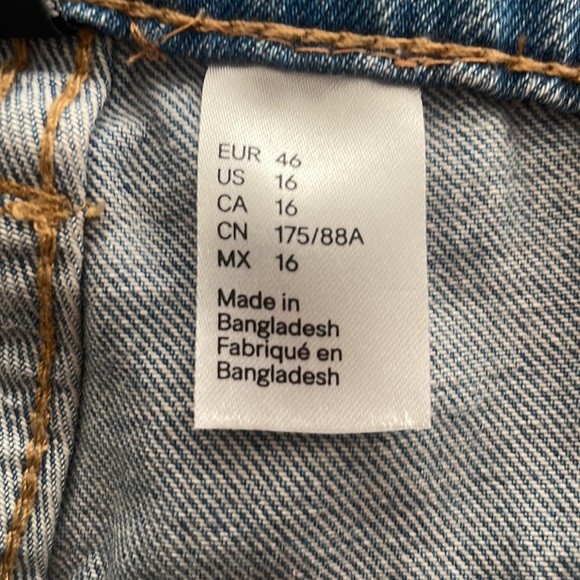 EUR 46
US 16
CA 16
CN 175/88A
MX 16
Made in
Bangladesh
Fabriqué en
Bangladesh